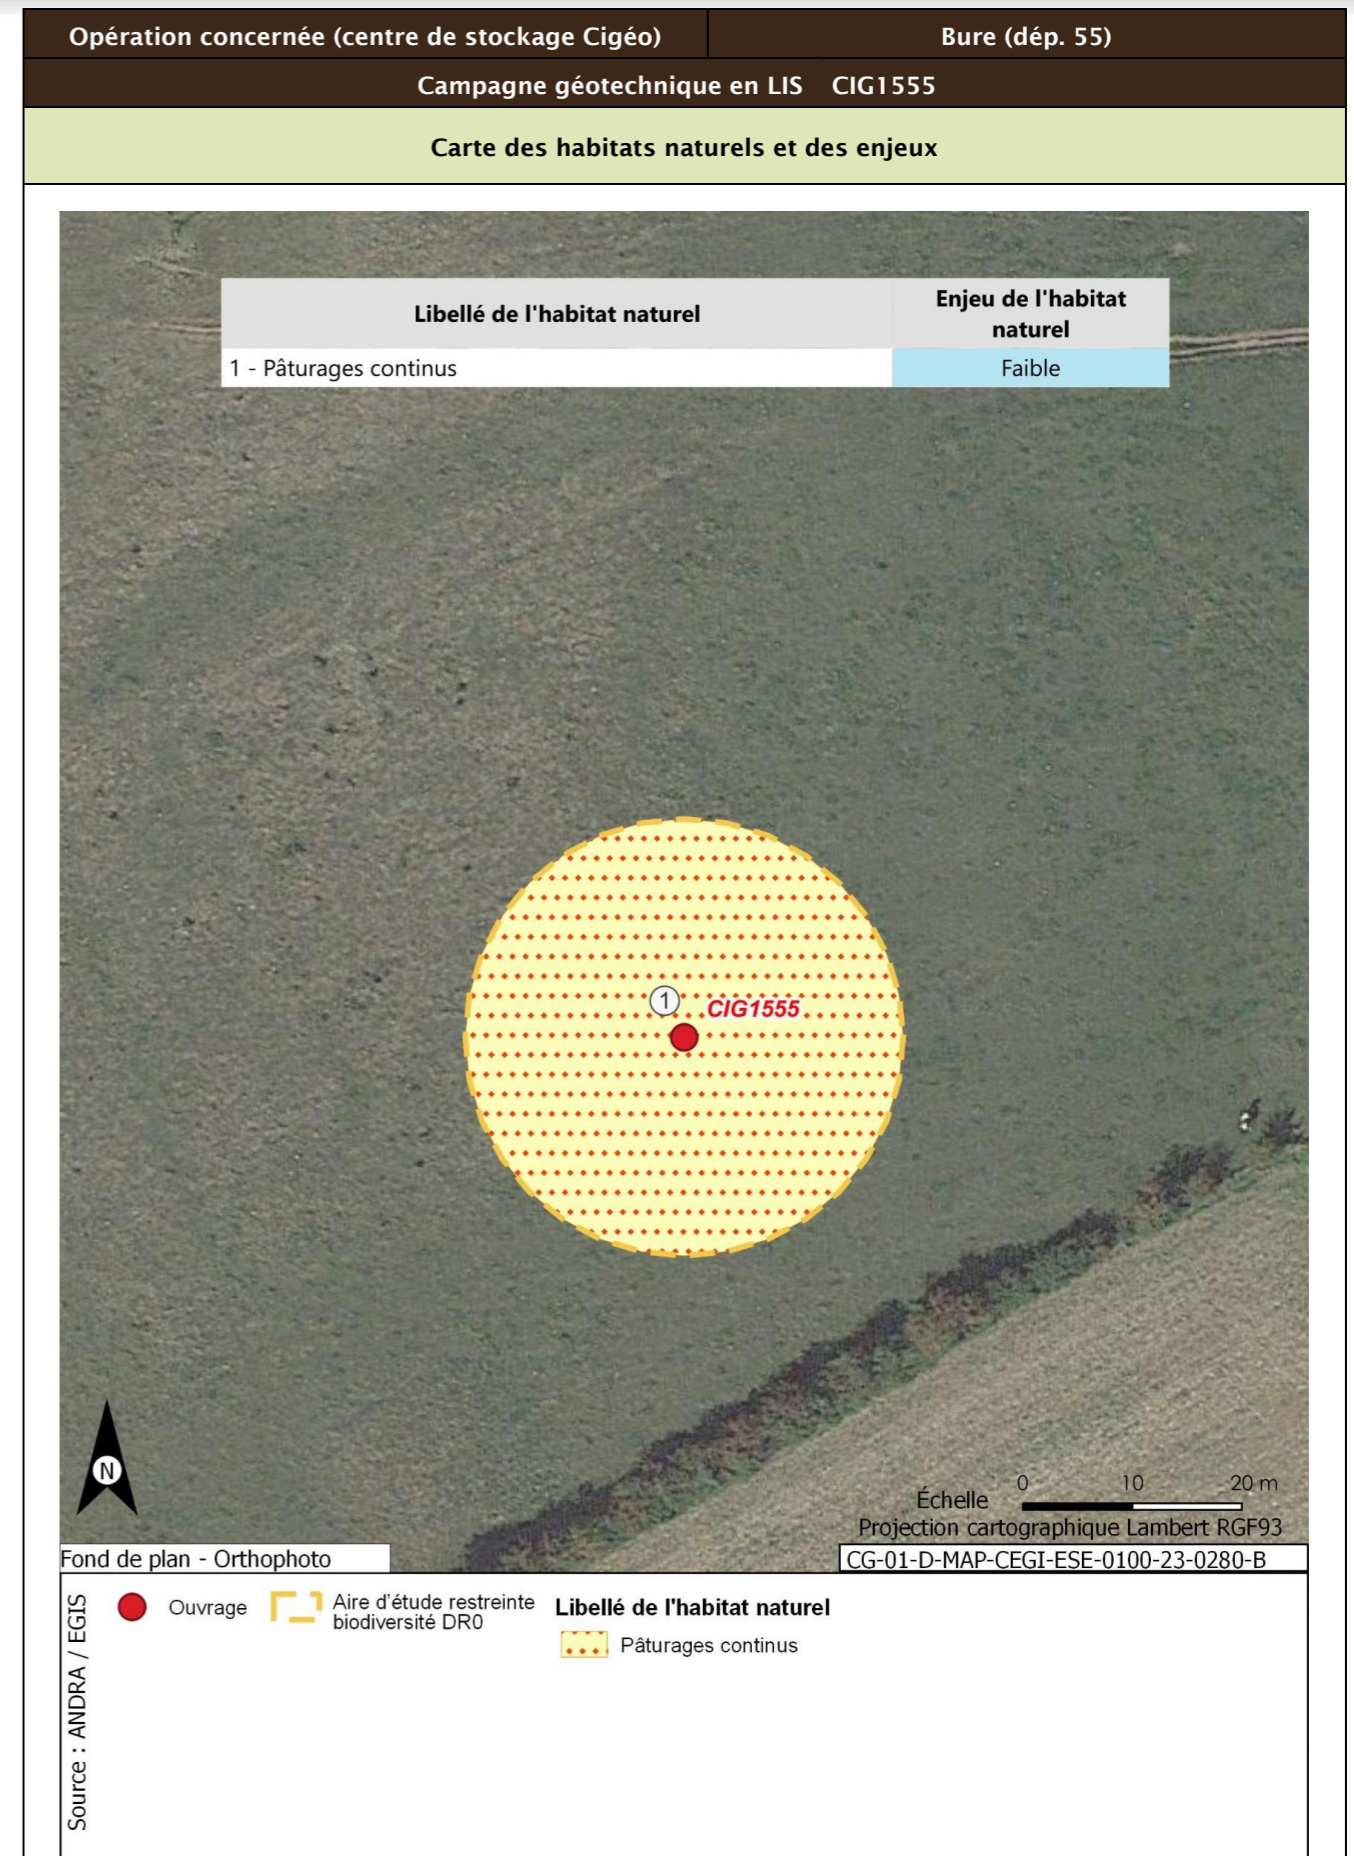 Opération concernée (centre de stockage Cigéo) Bure (dép. 55)
Campagne géotechnique en LIS CIG1555
Carte des habitats naturels et des enjeux
Libellé de l'habitat naturel
Enjeu de l'habitat
naturel
1 - Pâturages continus Faible
1
CIG1555
N
0 10 20 m
Échelle
Projection cartographique Lambert RGF93
Fond de plan - Orthophoto
CG-01-D-MAP-CEGI-ESE-0100-23-0280-B
Source : ANDRA / EGIS
Ouvrage
Aire d'étude restreinte
biodiversité DR0
Libellé de l'habitat naturel
Pâturages continus